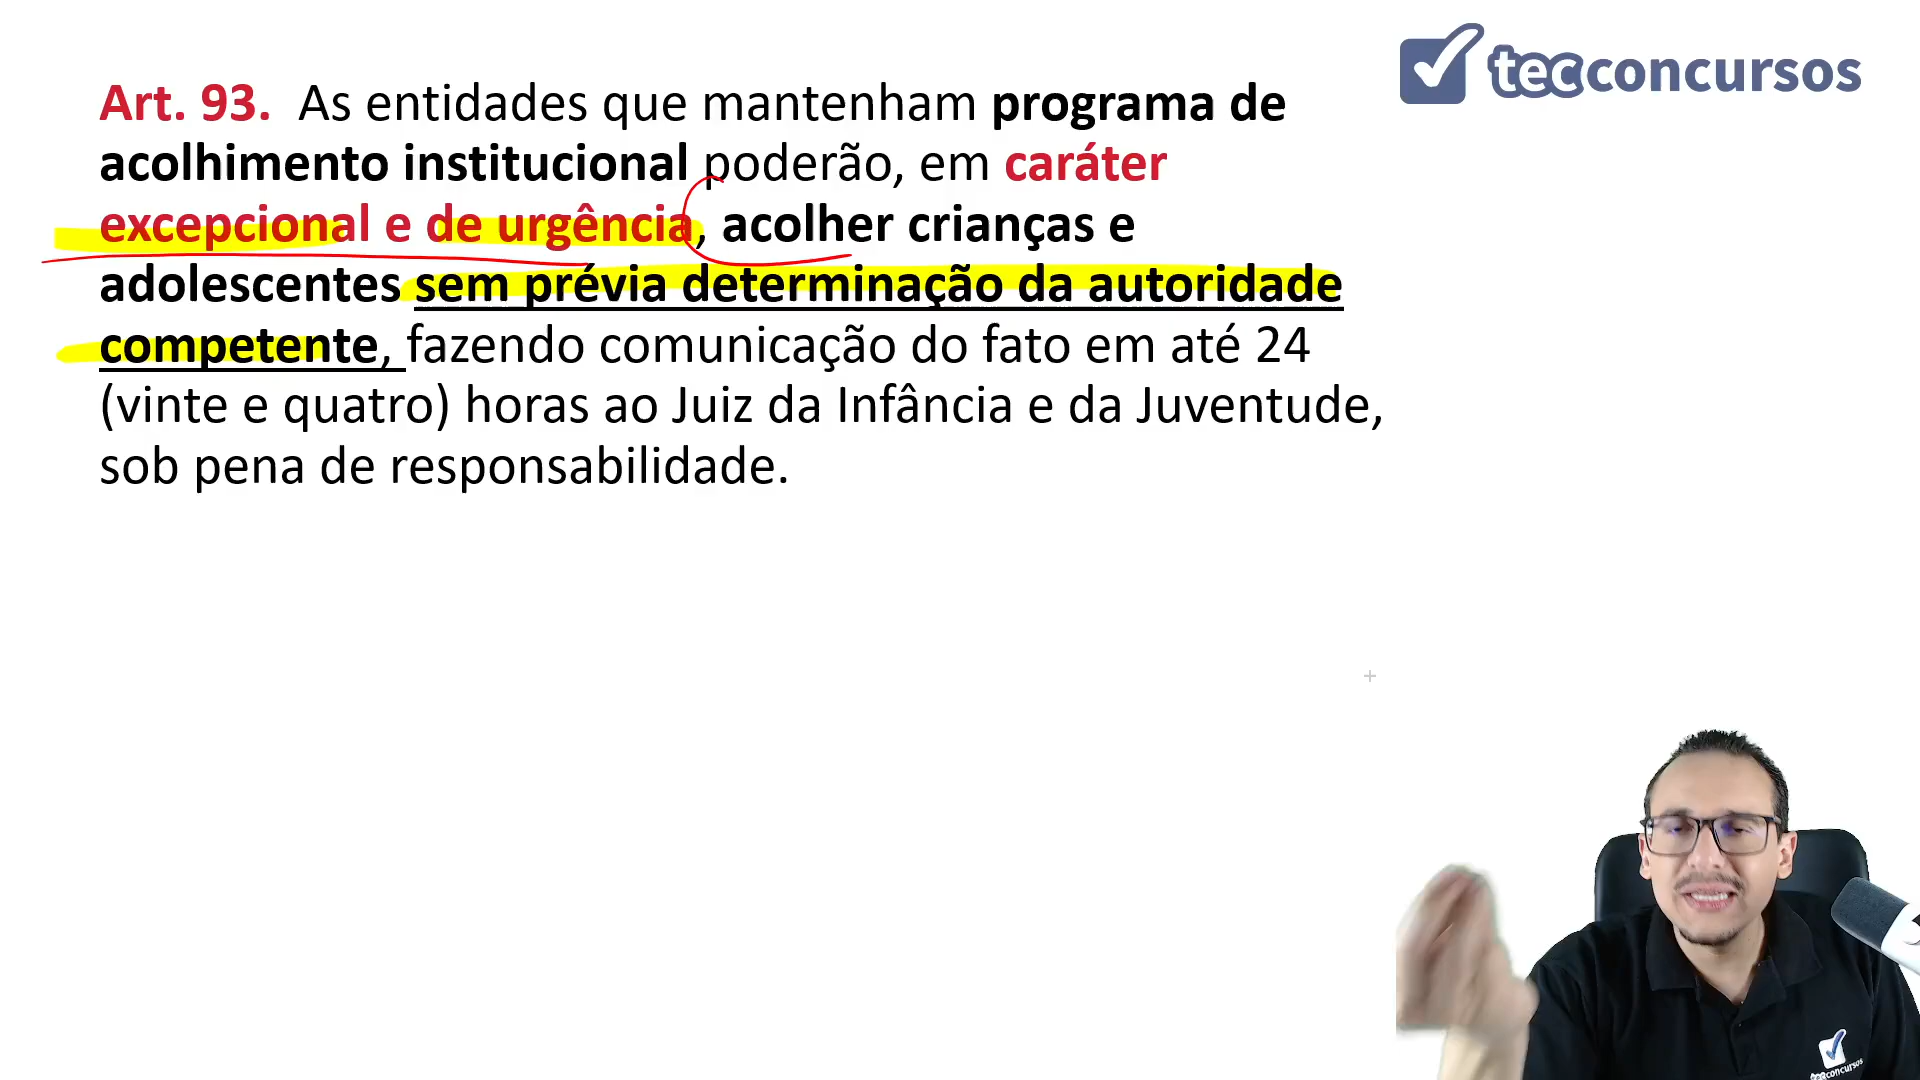 tecconcursos
Art. 93. As entidades que mantenham programa de
acolhimento institucional poderão, em caráter
excepcional e de urgência, acolher crianças e
adolescentes sem prévia determinação da autoridade
competente, fazendo comunicação do fato em até 24
(vinte e quatro) horas ao Juiz da Infância e da Juventude,
sob pena de responsabilidade.
tecconcursos